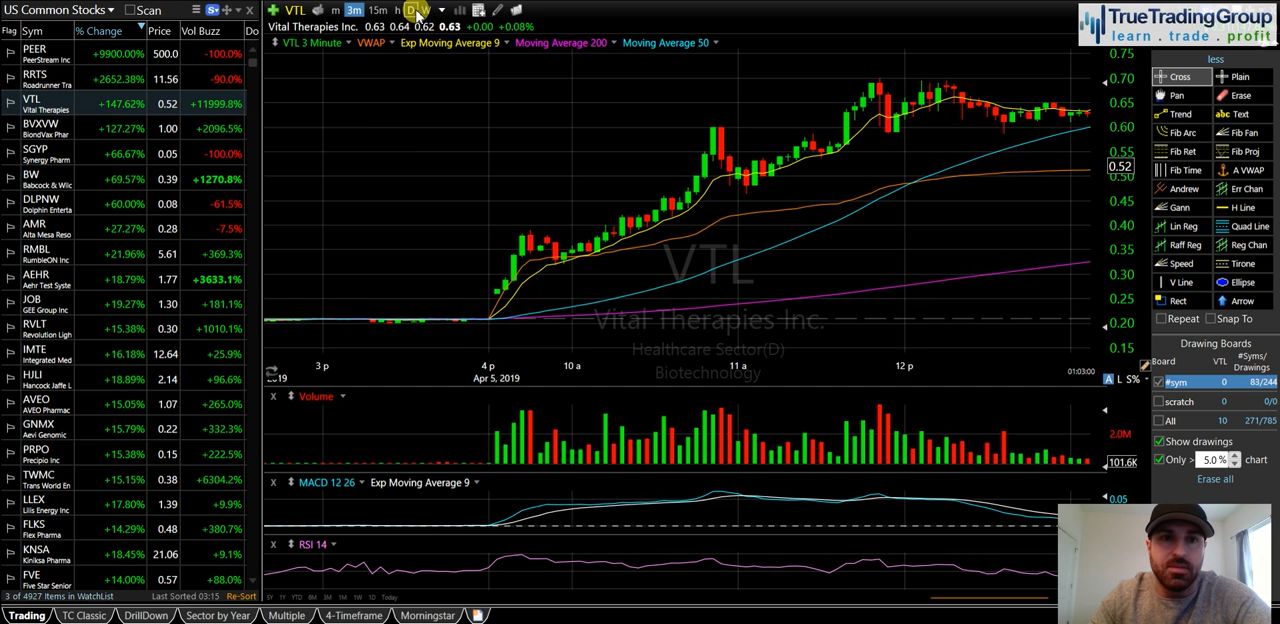 US Common Stocks Scan
VTL m 3m 15m h D W
TrueTradingGroup
learn . trade . profit
Flag Sym % Change Price Vol Buzz Do
Vital Therapies Inc. 0.63 0.64 0.62 0.63 +0.00 +0.08%
VTL 3 Minute VWAP Exp Moving Average 9 Moving Average 200 Moving Average 50
PEER +9900.00% 500.0 -100.0%
PeerStream Inc
RRTS +2652.38% 11.56 -90.0%
Roadrunner Tra
VTL +147.62% 0.52 +11999.8%
Vital Therapies
BVXVW +127.27% 1.00 +2096.5%
BiondVax Phar
SGYP +66.67% 0.05 -100.0%
Synergy Pharm
BW +69.57% 0.39 +1270.8%
Babcock & Wilc
DLPNW +60.00% 0.08 -61.5%
Dolphin Enterta
AMR +27.27% 0.28 -7.5%
Alta Mesa Reso
RMBL +21.96% 5.61 +369.3%
RumbleON Inc
AEHR +18.79% 1.77 +3633.1%
Aehr Test Syste
JOB +19.27% 1.30 +181.1%
GEE Group Inc
RVLT +15.38% 0.30 +1010.1%
Revolution Ligh
IMTE +16.18% 12.64 +25.9%
Integrated Med
HJLI +18.89% 2.14 +96.6%
Hancock Jaffe L
AVEO +15.05% 1.07 +265.0%
AVEO Pharmac
GNMX +15.79% 0.22 +332.3%
Aevi Genomic
PRPO +15.38% 0.15 +222.5%
Precipio Inc
TWMC +15.15% 0.38 +6304.2%
Trans World En
LLEX +17.80% 1.39 +9.9%
Lilis Energy Inc
FLKS +14.29% 0.48 +380.7%
Flex Pharma
KNSA +18.45% 21.06 +9.1%
Kiniksa Pharma
FVE +14.00% 0.57 +88.0%
Five Star Senior
3 of 4927 Items in WatchList Last Sorted 03:15 Re-Sort
0.75
0.70
0.65
0.60
0.55
0.52
0.50
0.45
0.40
0.35
0.30
0.25
0.20
0.15
VTL
Vital Therapies Inc.
Healthcare Sector(D)
Biotechnology
3 p 4 p 10 a 11 a 12 p
2019 Apr 5, 2019 01:03:00
A L S%
Volume
2.0M
101.6K
MACD 12 26 Exp Moving Average 9
0.05
RSI 14
5Y 1Y YTD 6M 3M 1M 1W 1D Today
less
Cross Plain
Pan Erase
Trend abc Text
Fib Arc Fib Fan
Fib Ret Fib Proj
Fib Time A VWAP
Andrew Err Chan
Gann H Line
Lin Reg Quad Line
Raff Reg Reg Chan
Speed Tirone
V Line Ellipse
Rect Arrow
Repeat Snap To
Drawing Boards
Board VTL #Syms/
Drawings
#sym 0 83/244
scratch 0 0/0
All 10 271/785
Show drawings
Only > 5.0 % chart
Erase all
Trading TC Classic DrillDown Sector by Year Multiple 4-Timeframe Morningstar